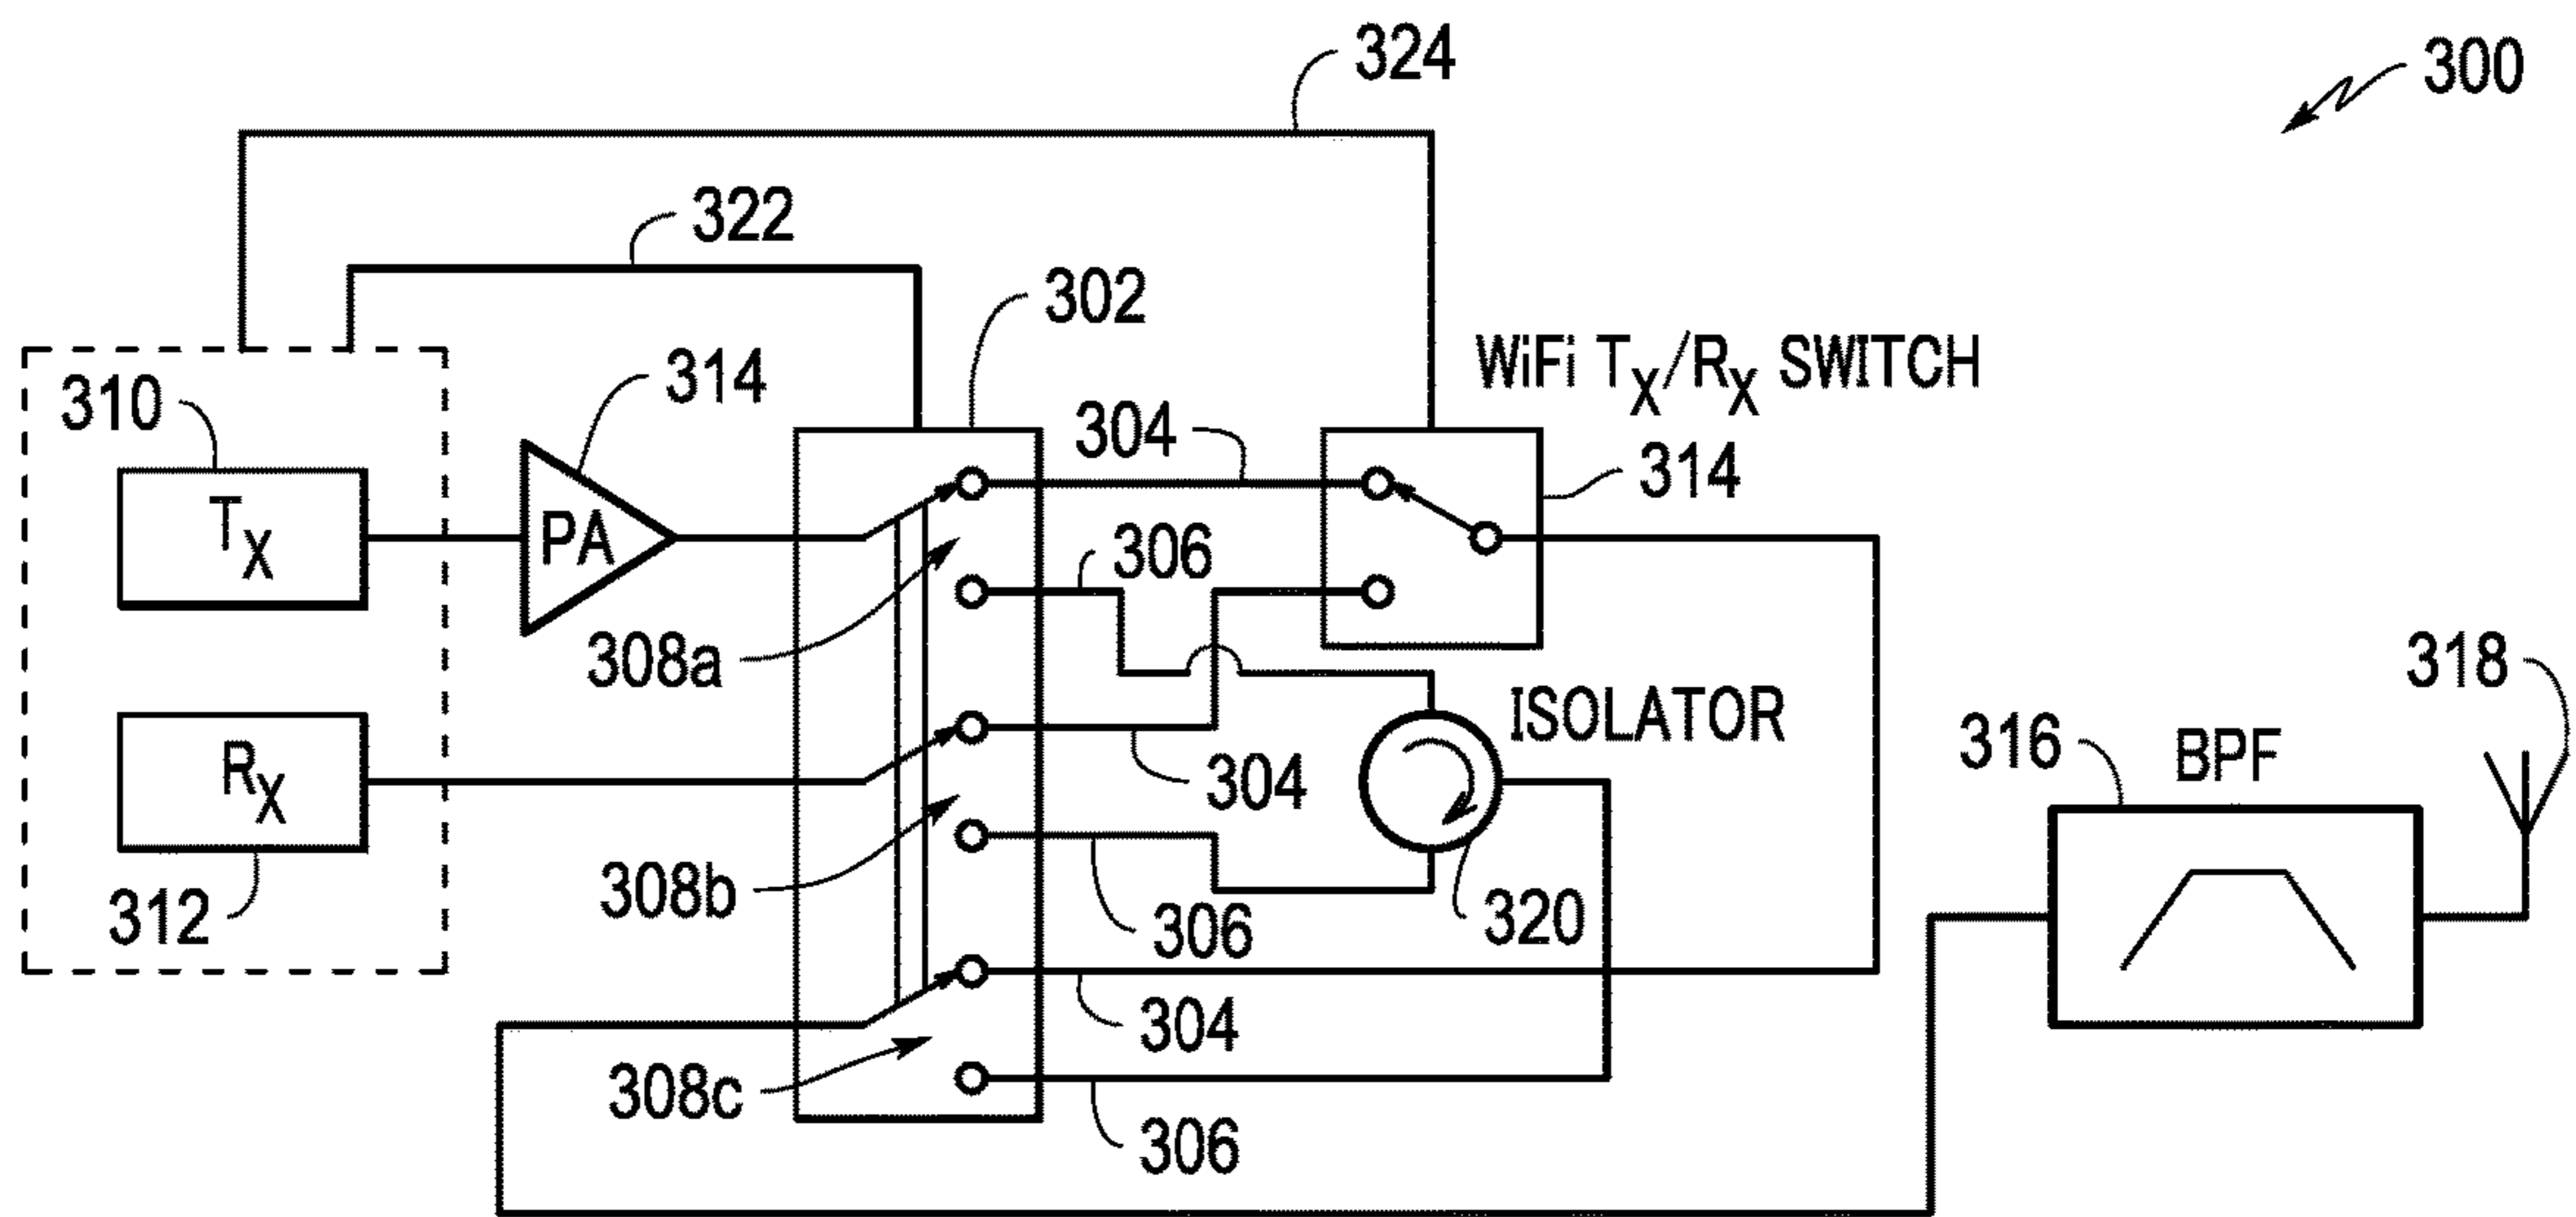 324
300
322
302
WiFi TX/RX SWITCH
310
314
304
314
TX
PA
306
308a
318
ISOLATOR
316
BPF
RX
304
312
308b
306
320
304
308c
306